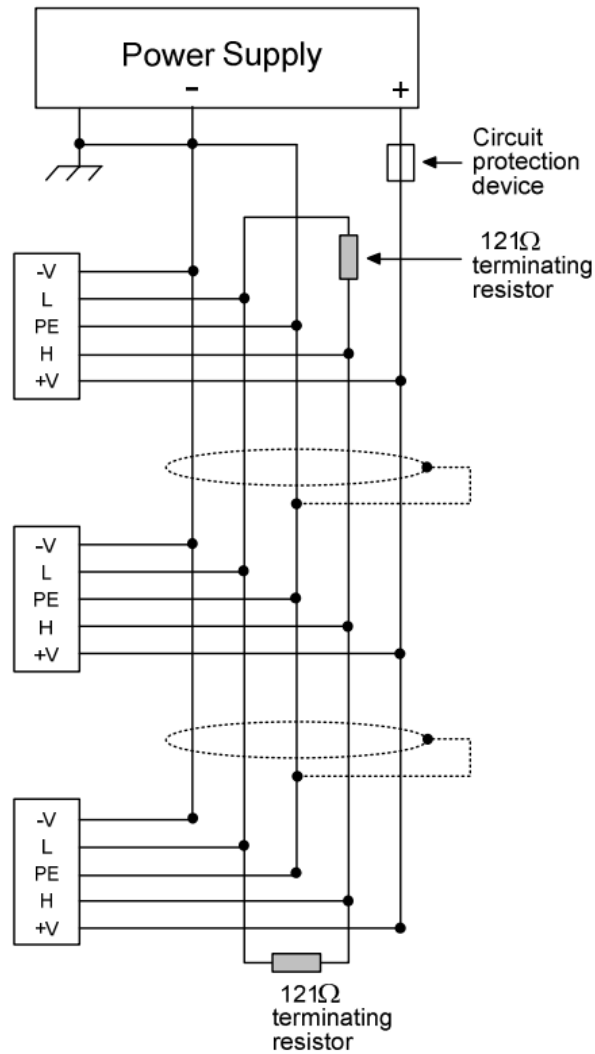 Power Supply
-
+
Circuit
protection
device
121Ω
terminating
resistor
-V
L
PE
H
+V
-V
L
PE
H
+V
-V
L
PE
H
+V
121Ω
terminating
resistor